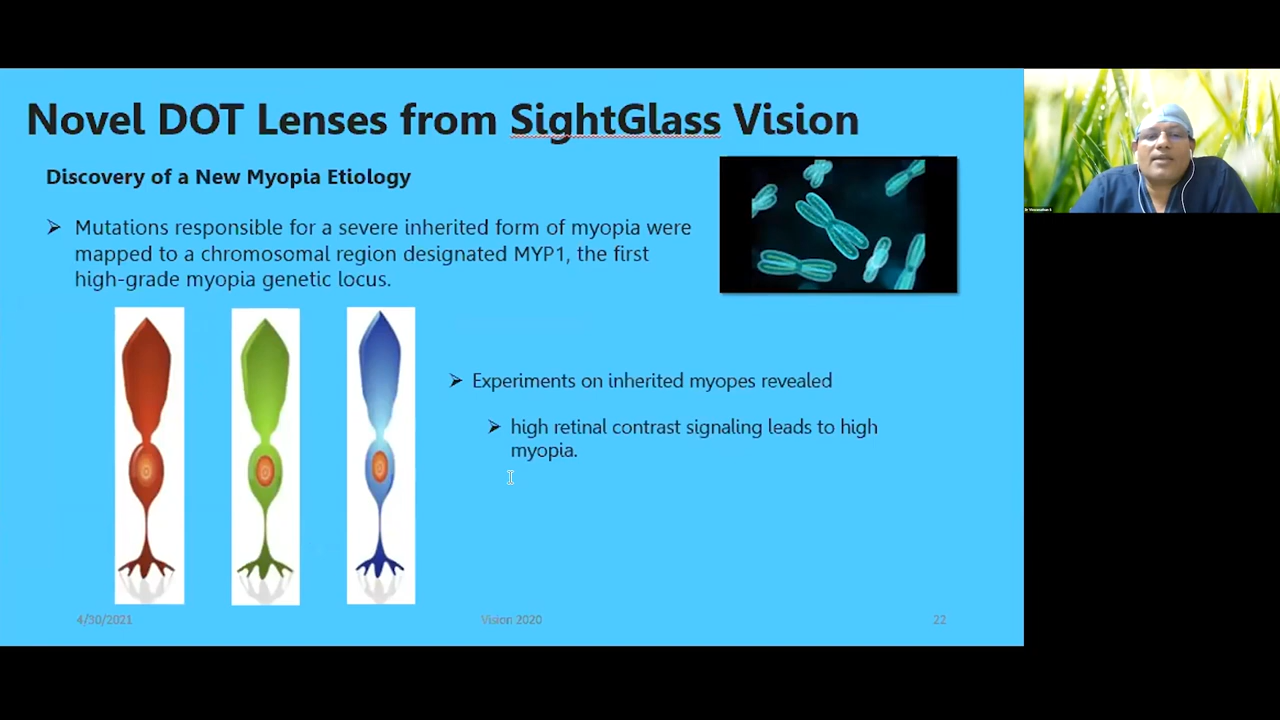 Novel DOT Lenses from SightGlass Vision
Discovery of a New Myopia Etiology
Mutations responsible for a severe inherited form of myopia were
mapped to a chromosomal region designated MYP1, the first
high-grade myopia genetic locus.
Experiments on inherited myopes revealed
high retinal contrast signaling leads to high
myopia.
4/30/2021
Vision 2020
22